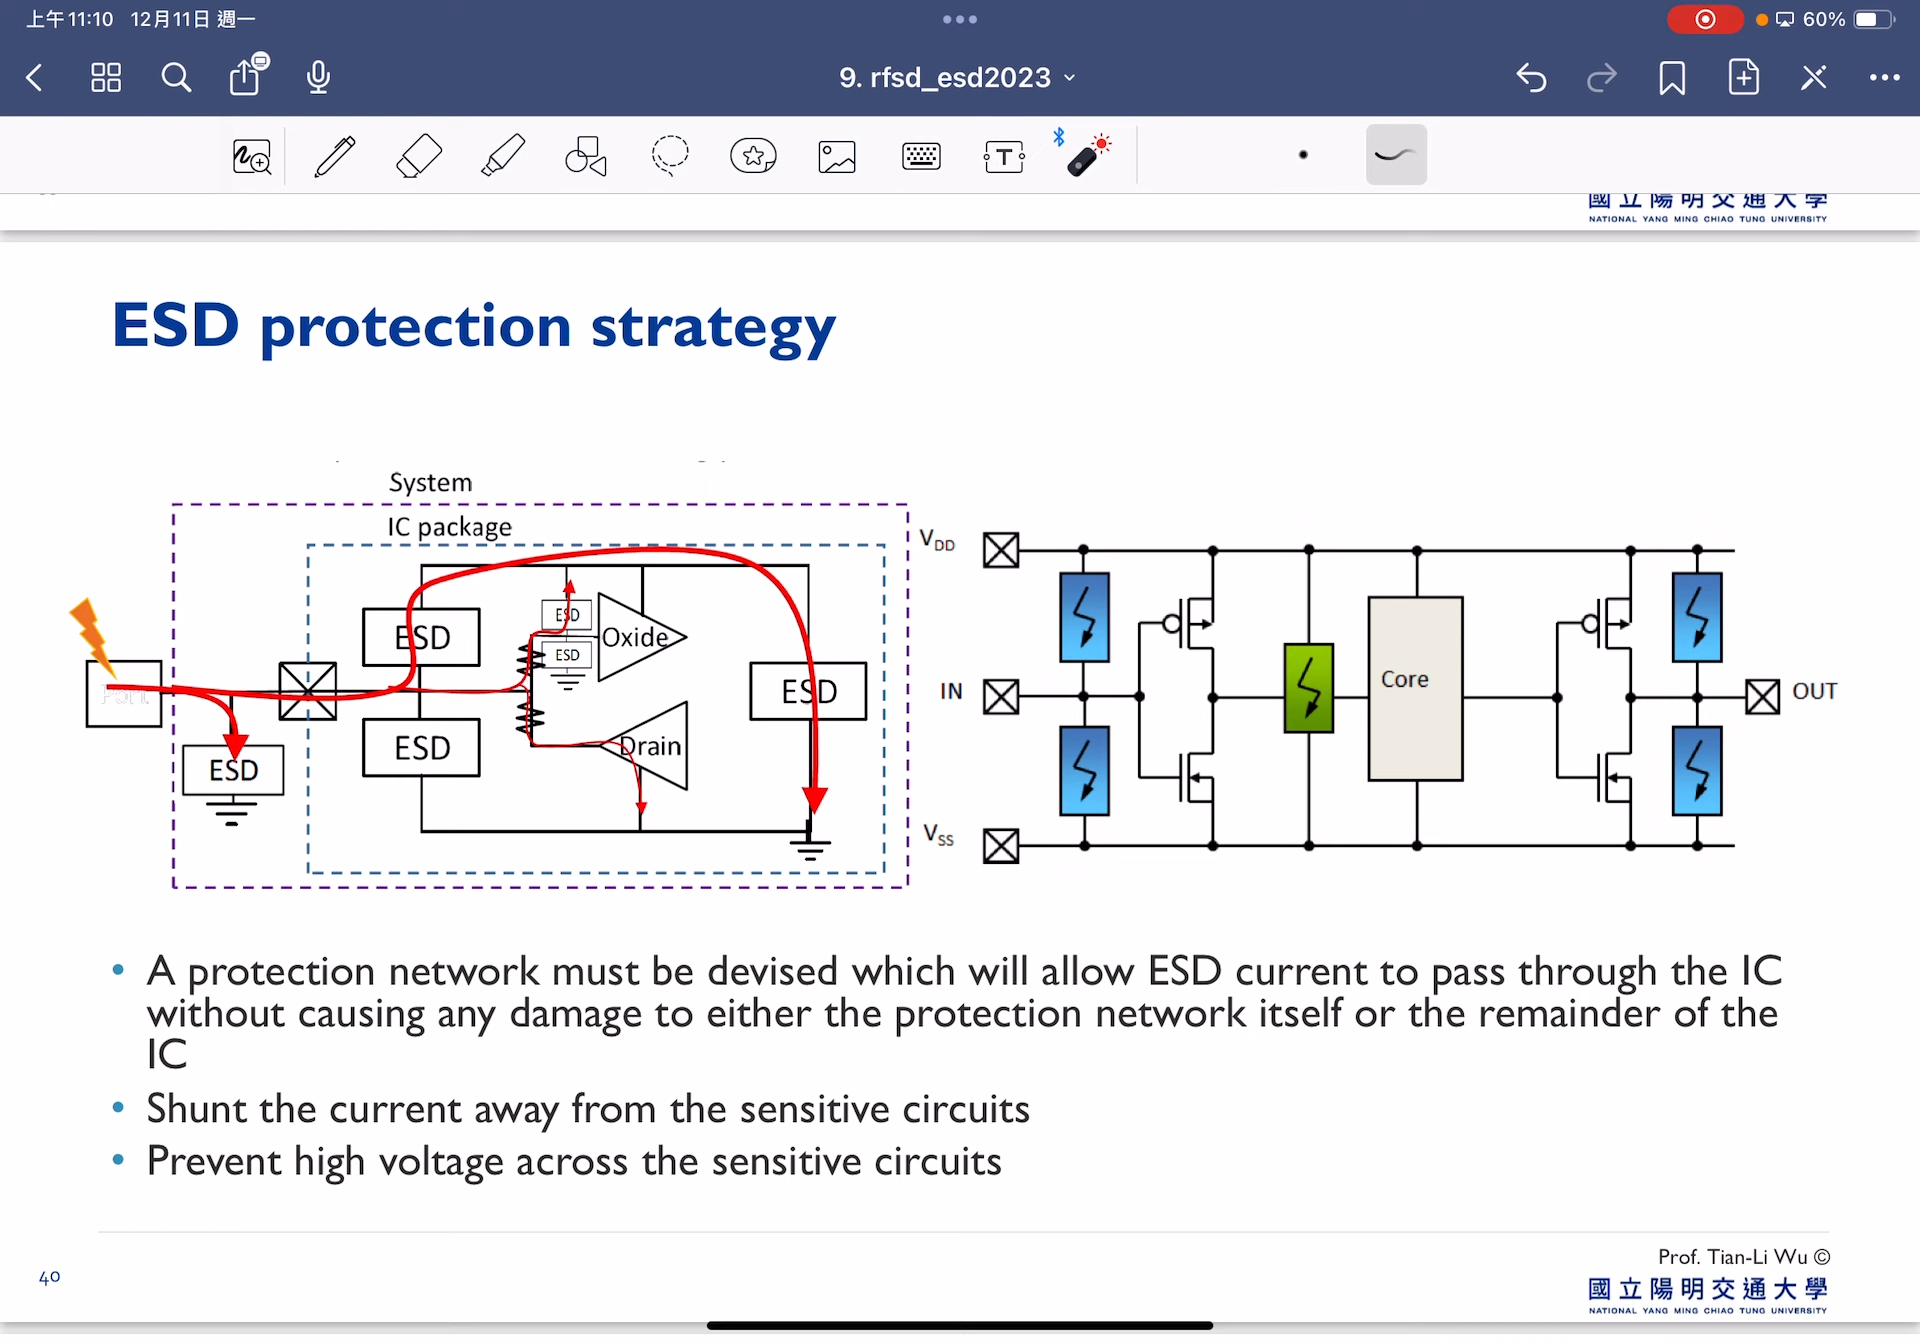 上午11:10 12月11日 週一
60%
9. rfsd_esd2023
T
國立陽明交通大學
NATIONAL YANG MING CHIAO TUNG UNIVERSITY
ESD protection strategy
System
IC package
ESD
ESD
ESD
ESD
Oxide
ESD
ESD
Drain
ESD
VDD
IN
VSS
Core
OUT
• A protection network must be devised which will allow ESD current to pass through the IC
without causing any damage to either the protection network itself or the remainder of the
IC
• Shunt the current away from the sensitive circuits
• Prevent high voltage across the sensitive circuits
Prof. Tian-Li Wu ©
40
國立陽明交通大學
NATIONAL YANG MING CHIAO TUNG UNIVERSITY